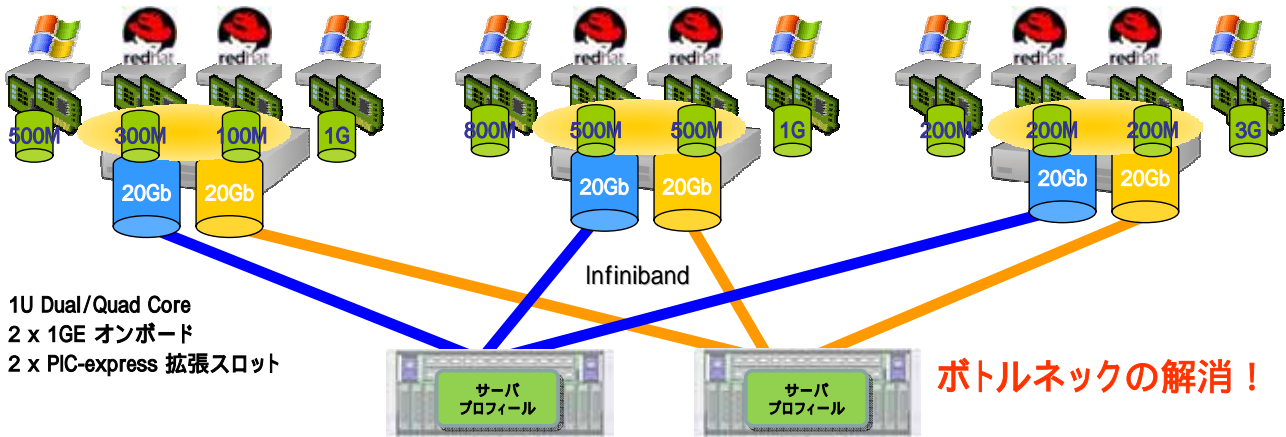 redhat redhat redhat redhat redhat redhat
500M 300M 100M 1G 800M 500M 500M 1G 200M 200M 200M 3G
20Gb 20Gb 20Gb 20Gb 20Gb 20Gb
Infiniband
1U Dual/Quad Core
2 x 1GE オンボード
2 x PIC-express 拡張スロット
サーバ
プロフィール
サーバ
プロフィール
ボトルネックの解消！